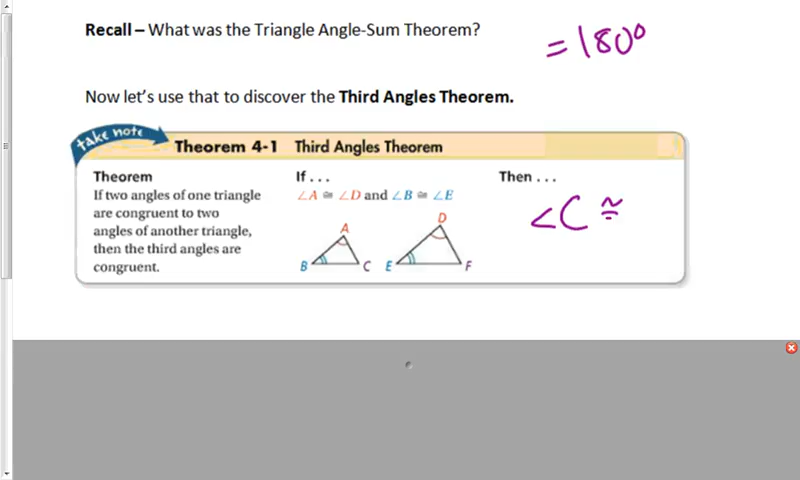 Recall – What was the Triangle Angle-Sum Theorem?
= 180°
Now let's use that to discover the Third Angles Theorem.
take note
Theorem 4-1 Third Angles Theorem
Theorem
If two angles of one triangle
are congruent to two
angles of another triangle,
then the third angles are
congruent.
If . . .
∠A ≅ ∠D and ∠B ≅ ∠E
A
B
C
D
E
F
Then . . .
∠C ≅